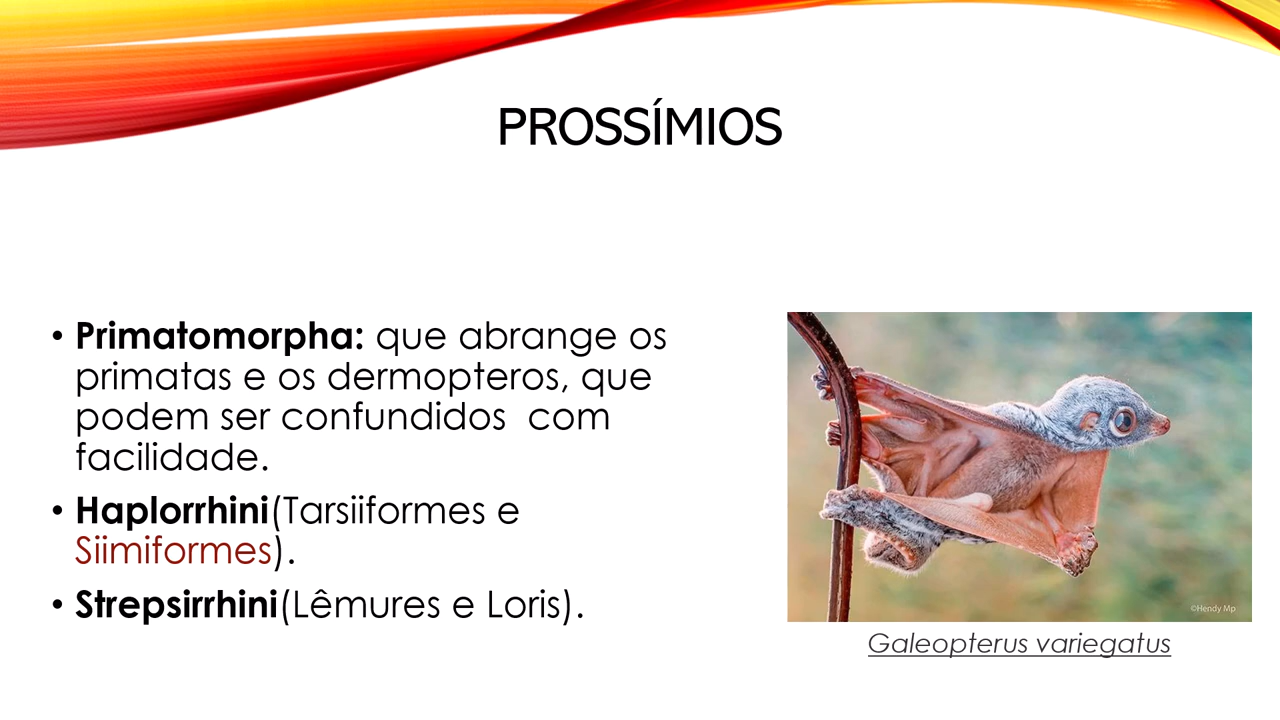 PROSSÍMIOS
• Primatomorpha: que abrange os
primatas e os dermopteros, que
podem ser confundidos  com
facilidade.
• Haplorrhini(Tarsiiformes e
Siimiformes).
• Strepsirrhini(Lêmures e Loris).
©Hendy Mp
Galeopterus variegatus